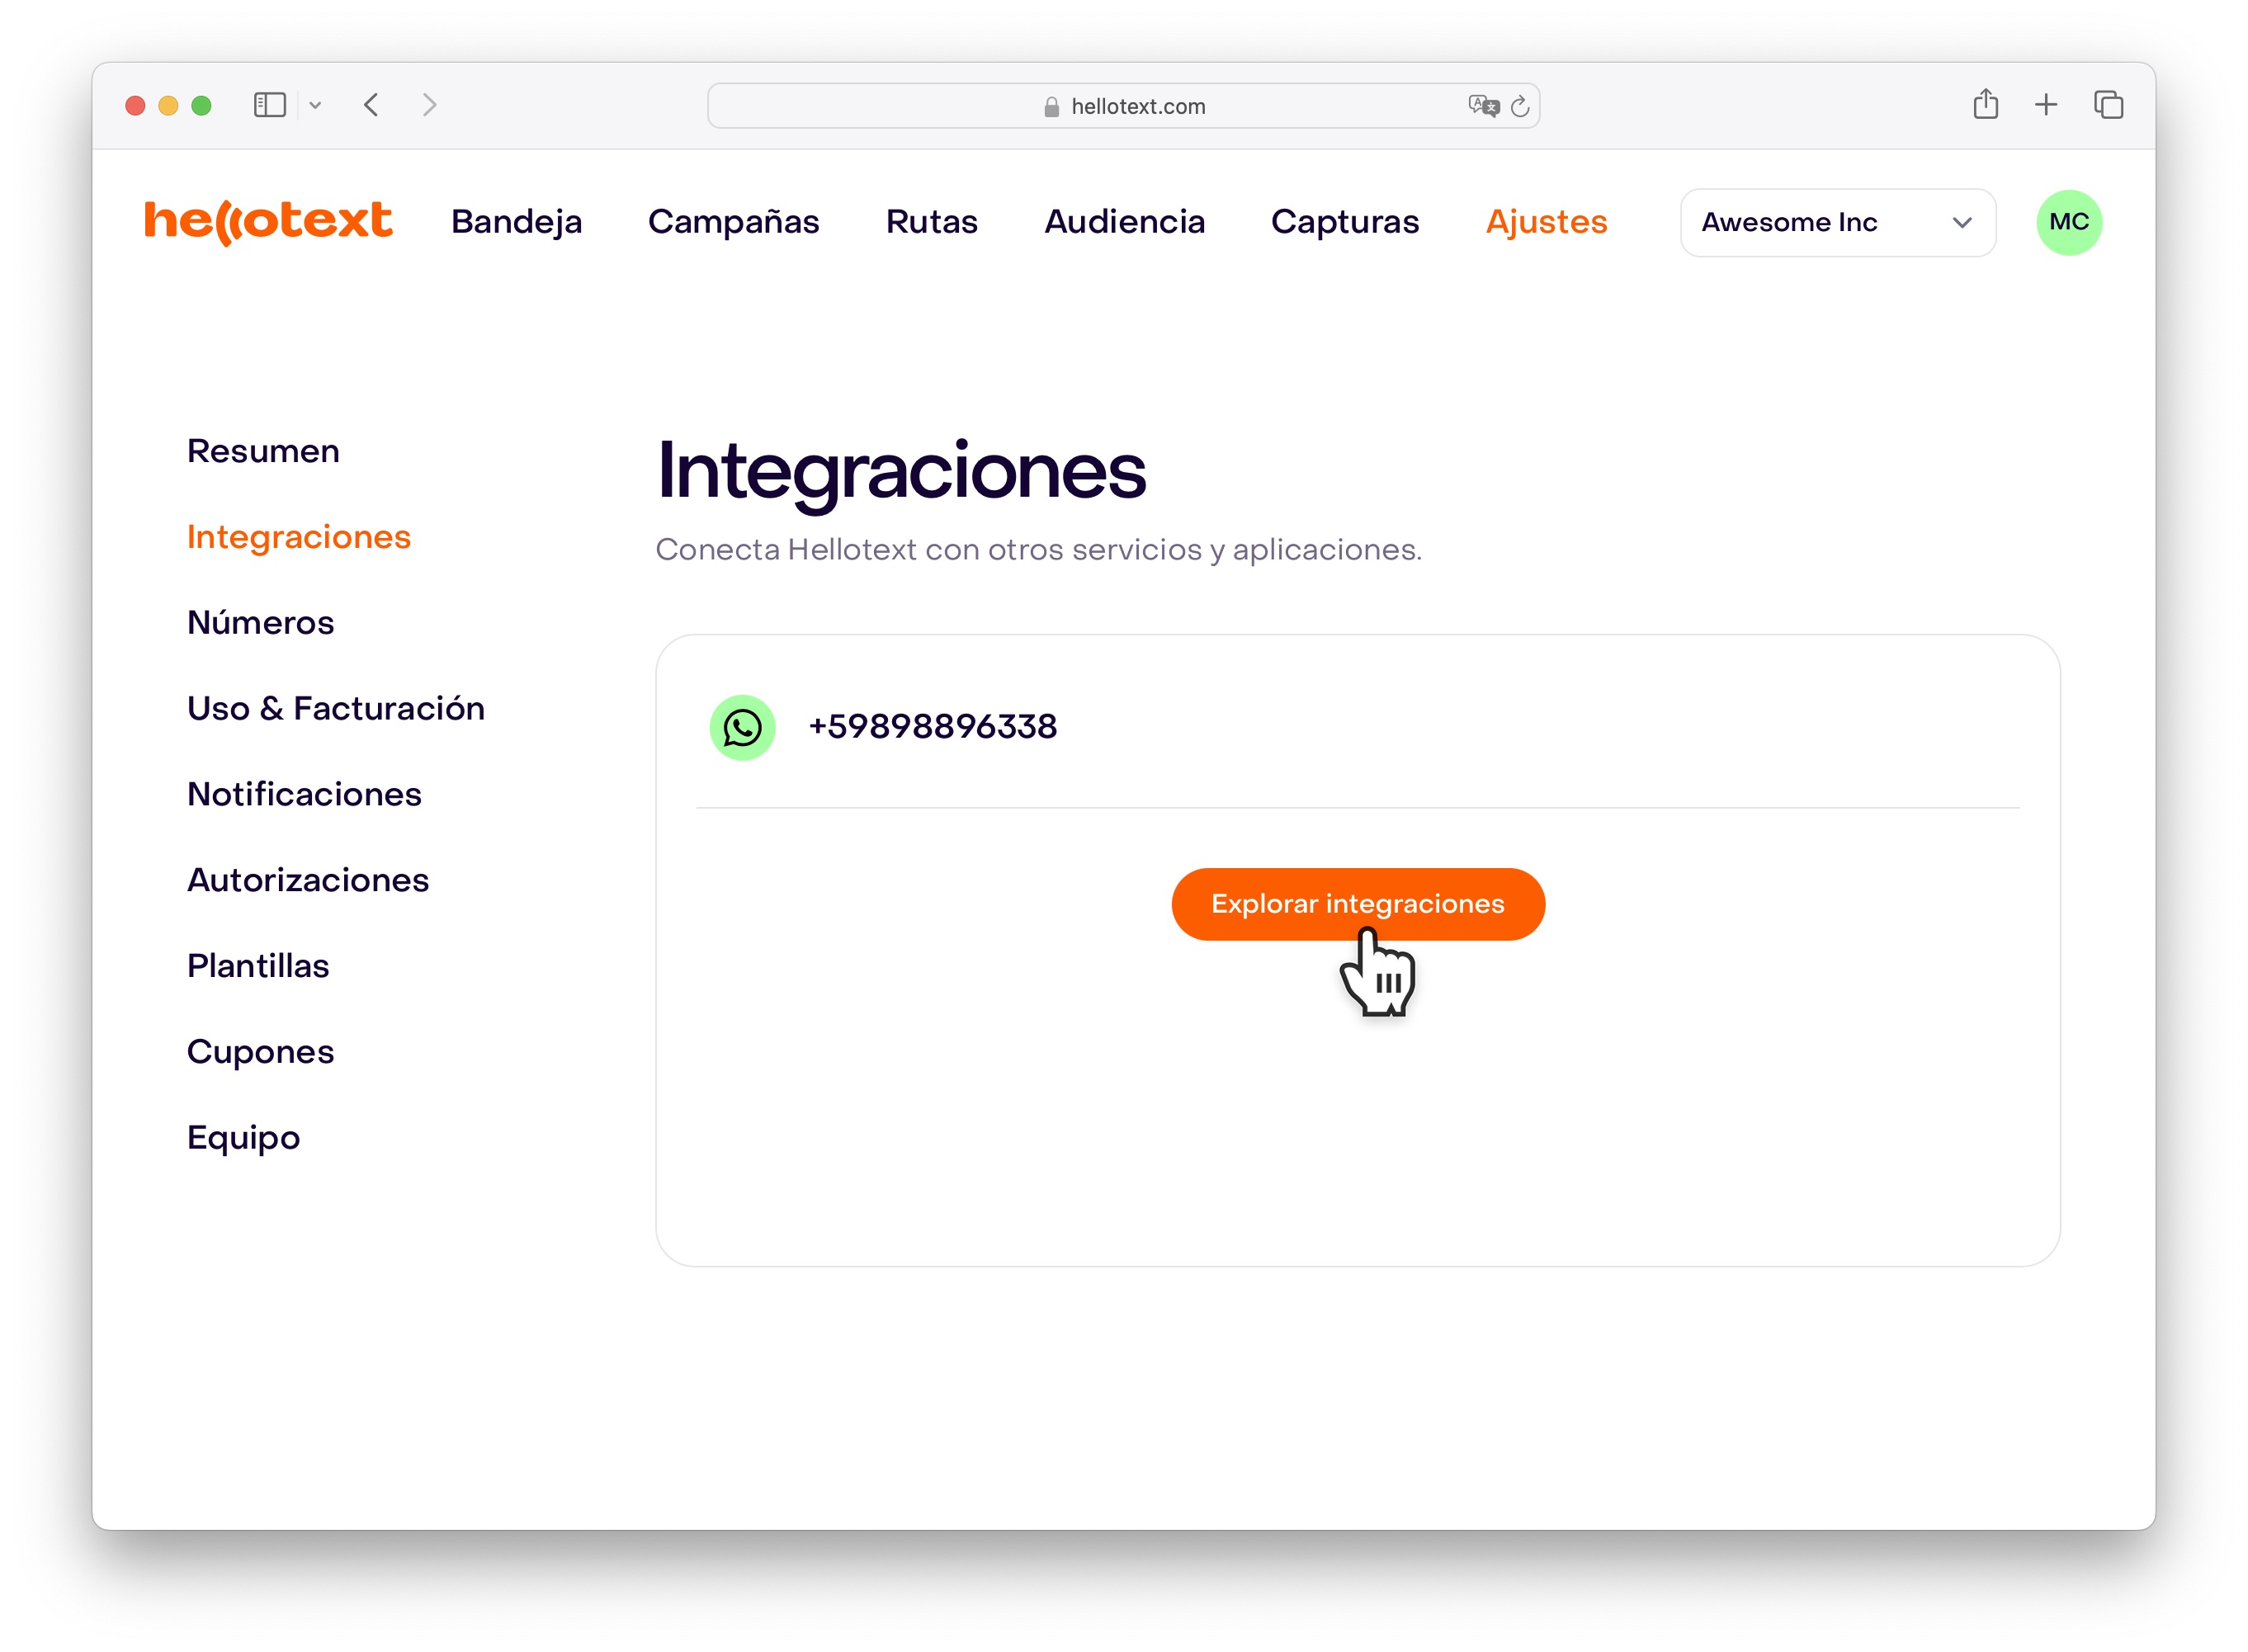 hellotext.com
hellotext Bandeja Campañas Rutas Audiencia Capturas Ajustes Awesome Inc MC
Resumen
Integraciones
Números
Uso & Facturación
Notificaciones
Autorizaciones
Plantillas
Cupones
Equipo
Integraciones
Conecta Hellotext con otros servicios y aplicaciones.
+59898896338
Explorar integraciones